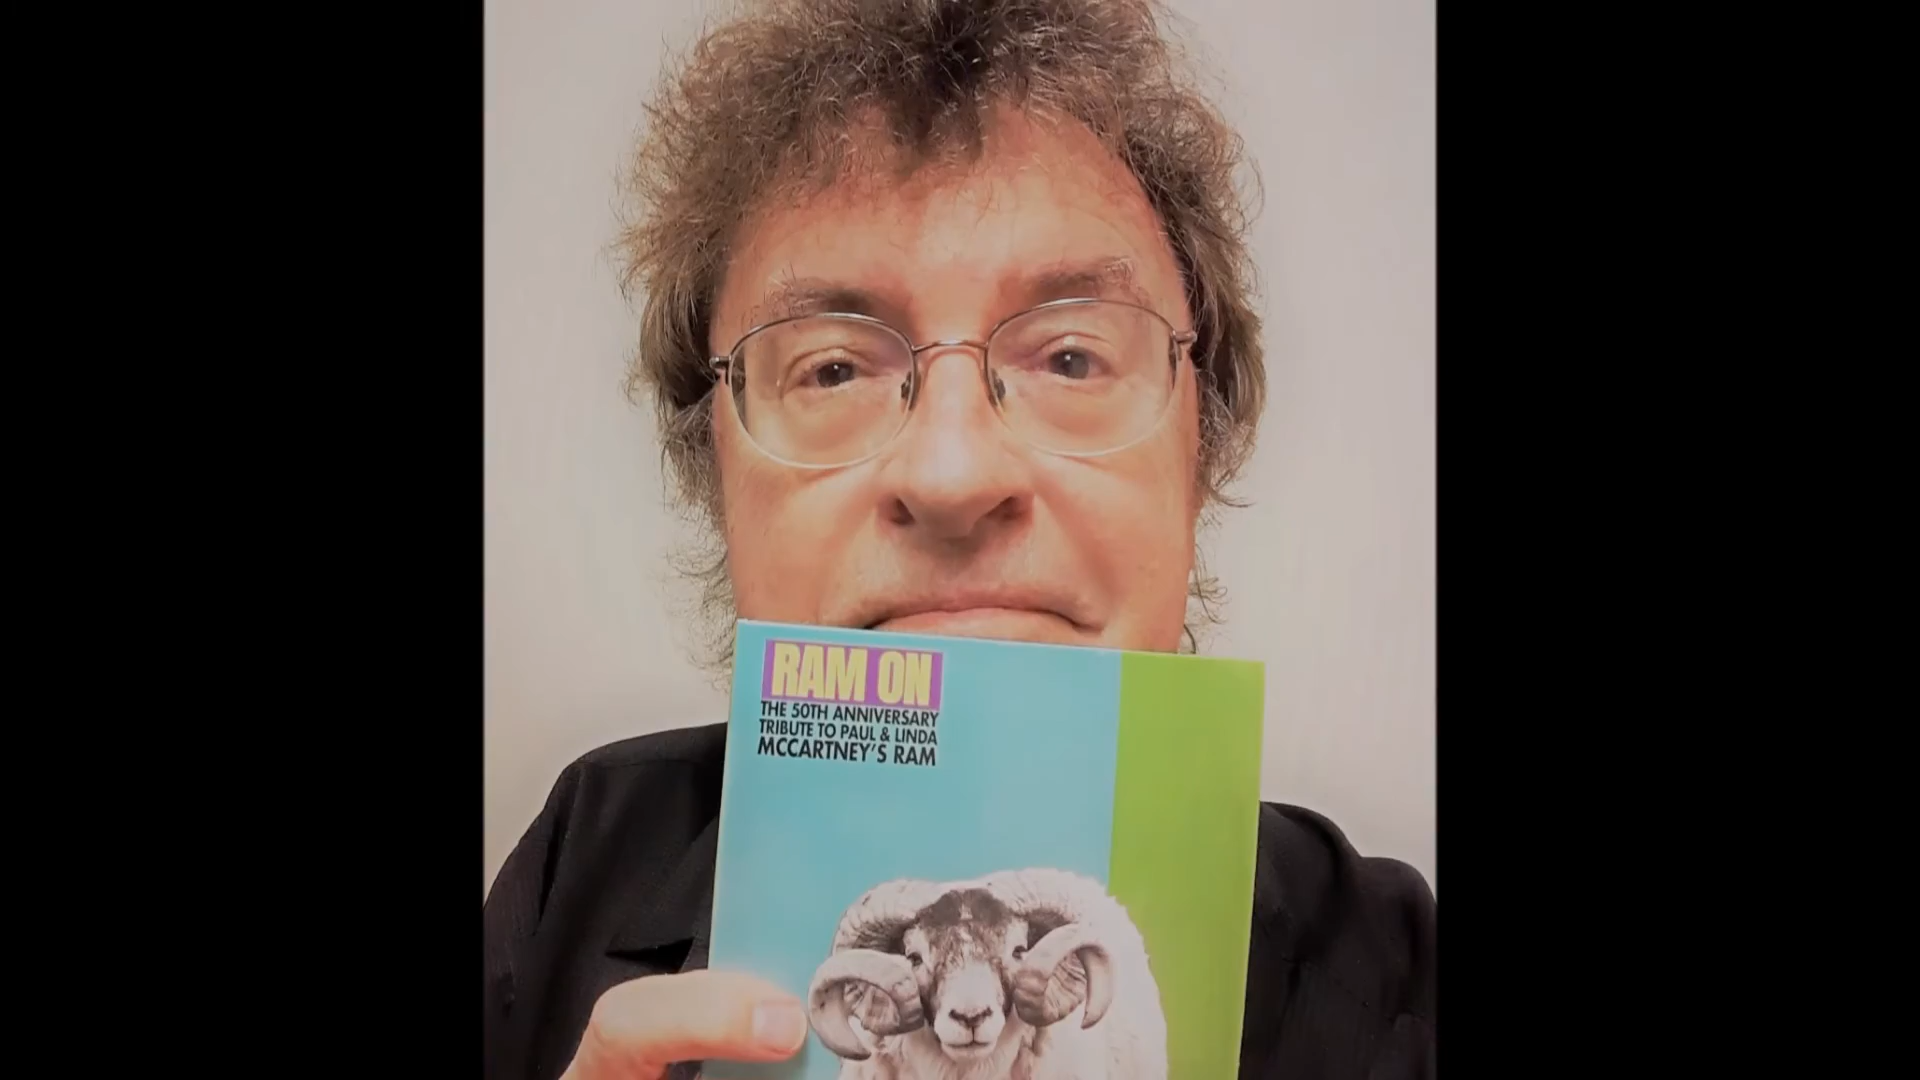 RAM ON
THE 50TH ANNIVERSARY
TRIBUTE TO PAUL & LINDA
MCCARTNEY'S RAM